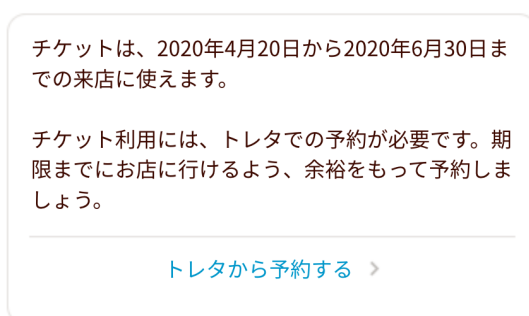 チケットは、2020年4月20日から2020年6月30日ま
での来店に使えます。
チケット利用には、トレタでの予約が必要です。期
限までにお店に行けるよう、余裕をもって予約しま
しょう。
トレタから予約する